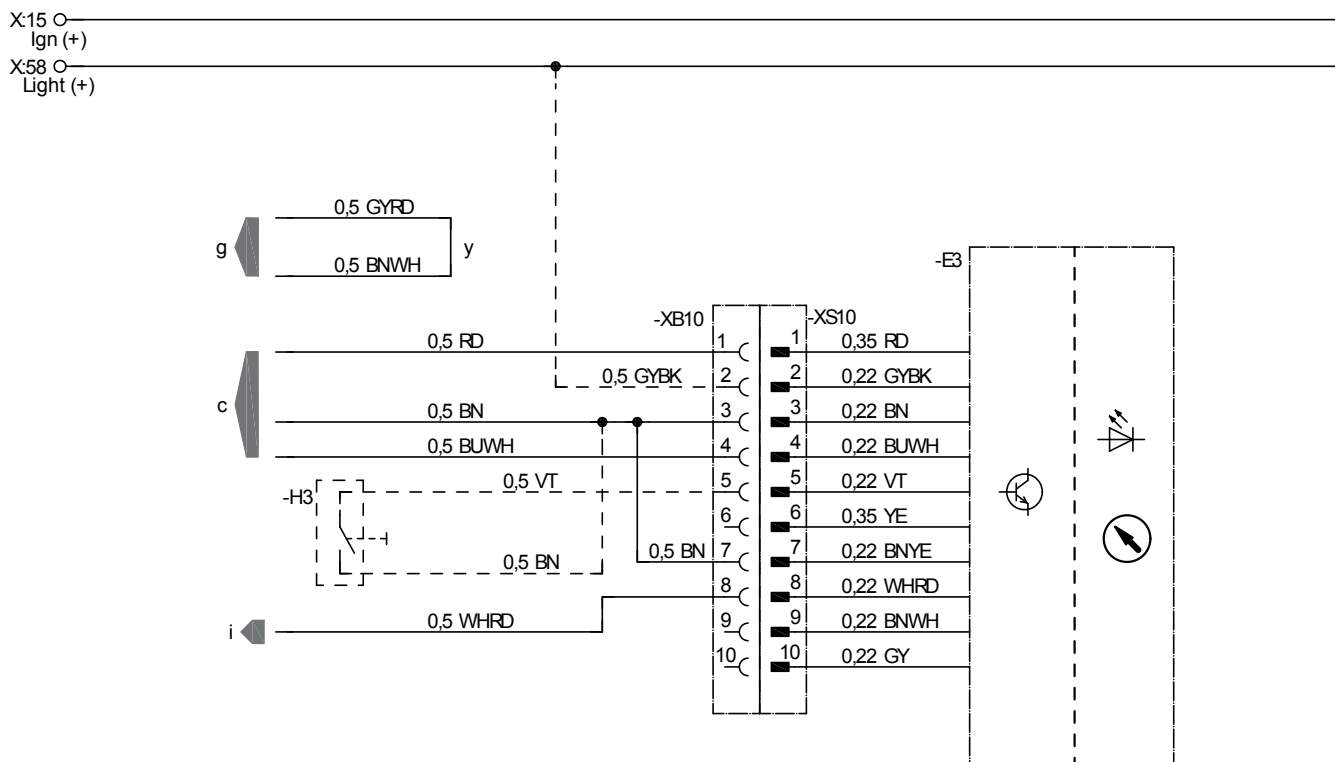 X:15
Ign (+)
X:58
Light (+)
0,5 GYRD
g
y
0,5 BNWH
-E3
-XB10
-XS10
0,5 RD
1
1
0,35 RD
0,5 GYBK
2
2
0,22 GYBK
c
0,5 BN
3
3
0,22 BN
0,5 BUWH
4
4
0,22 BUWH
-H3
0,5 VT
5
5
0,22 VT
6
6
0,35 YE
0,5 BN
0,5 BN
7
7
0,22 BNYE
8
8
0,22 WHRD
i
0,5 WHRD
9
9
0,22 BNWH
10
10
0,22 GY